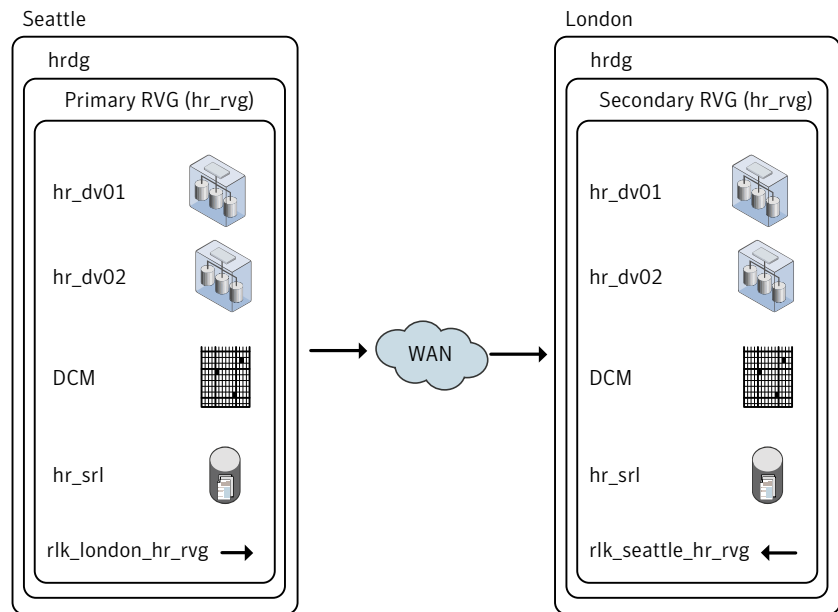 Seattle
hrdg
Primary RVG (hr_rvg)
hr_dv01
hr_dv02
DCM
hr_srl
rlk_london_hr_rvg
WAN
London
hrdg
Secondary RVG (hr_rvg)
hr_dv01
hr_dv02
DCM
hr_srl
rlk_seattle_hr_rvg